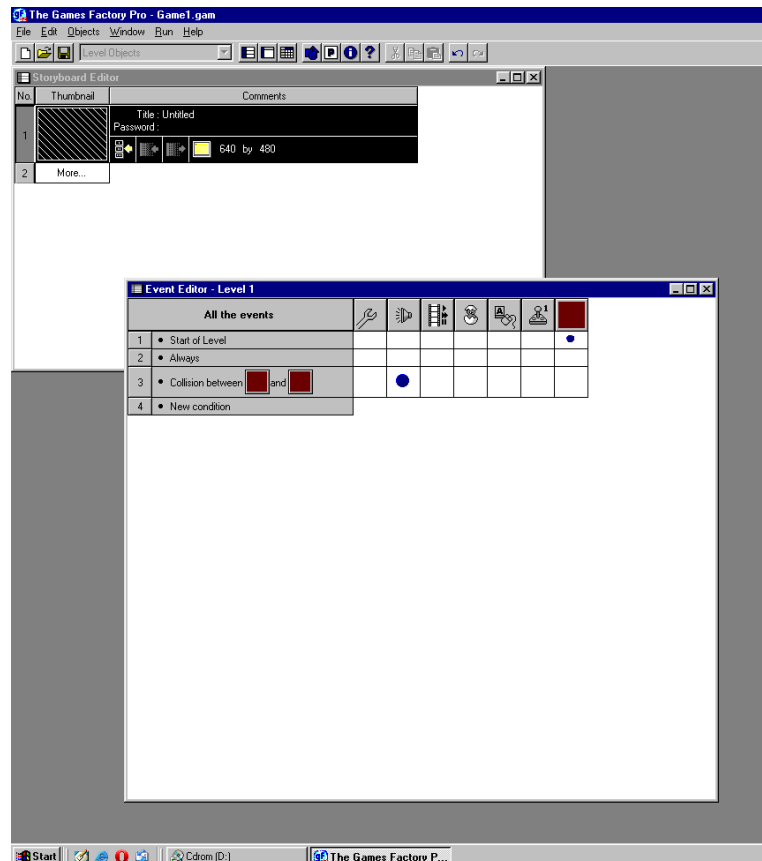 The Games Factory Pro - Game1.gam
File Edit Objects Window Run Help
Level Objects
Storyboard Editor
No. Thumbnail Comments
1
Title : Untitled
Password :
640 by 480
2 More...
Event Editor - Level 1
All the events
1 • Start of Level
2 • Always
3 • Collision between and
4 • New condition
Start Cdrom (D:) The Games Factory P...